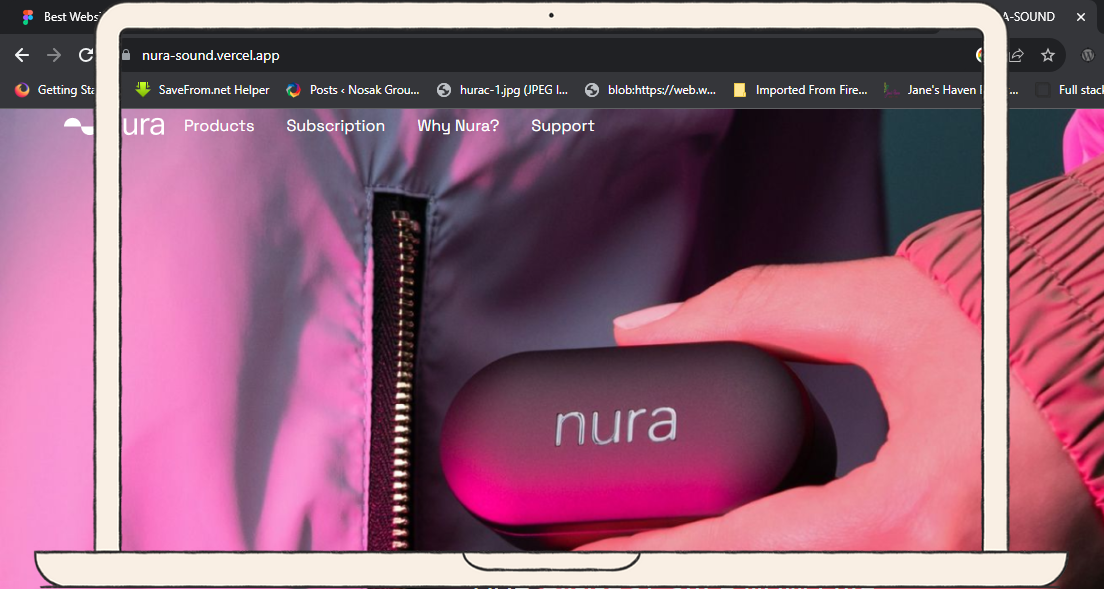 Best Webs
A-SOUND
nura-sound.vercel.app
Getting Sta
SaveFrom.net Helper
Posts ‹ Nosak Grou...
hurac-1.jpg (JPEG I...
blob:https://web.w...
Imported From Fire...
Jane's Haven
...
Full stack
ura
Products
Subscription
Why Nura?
Support
nura